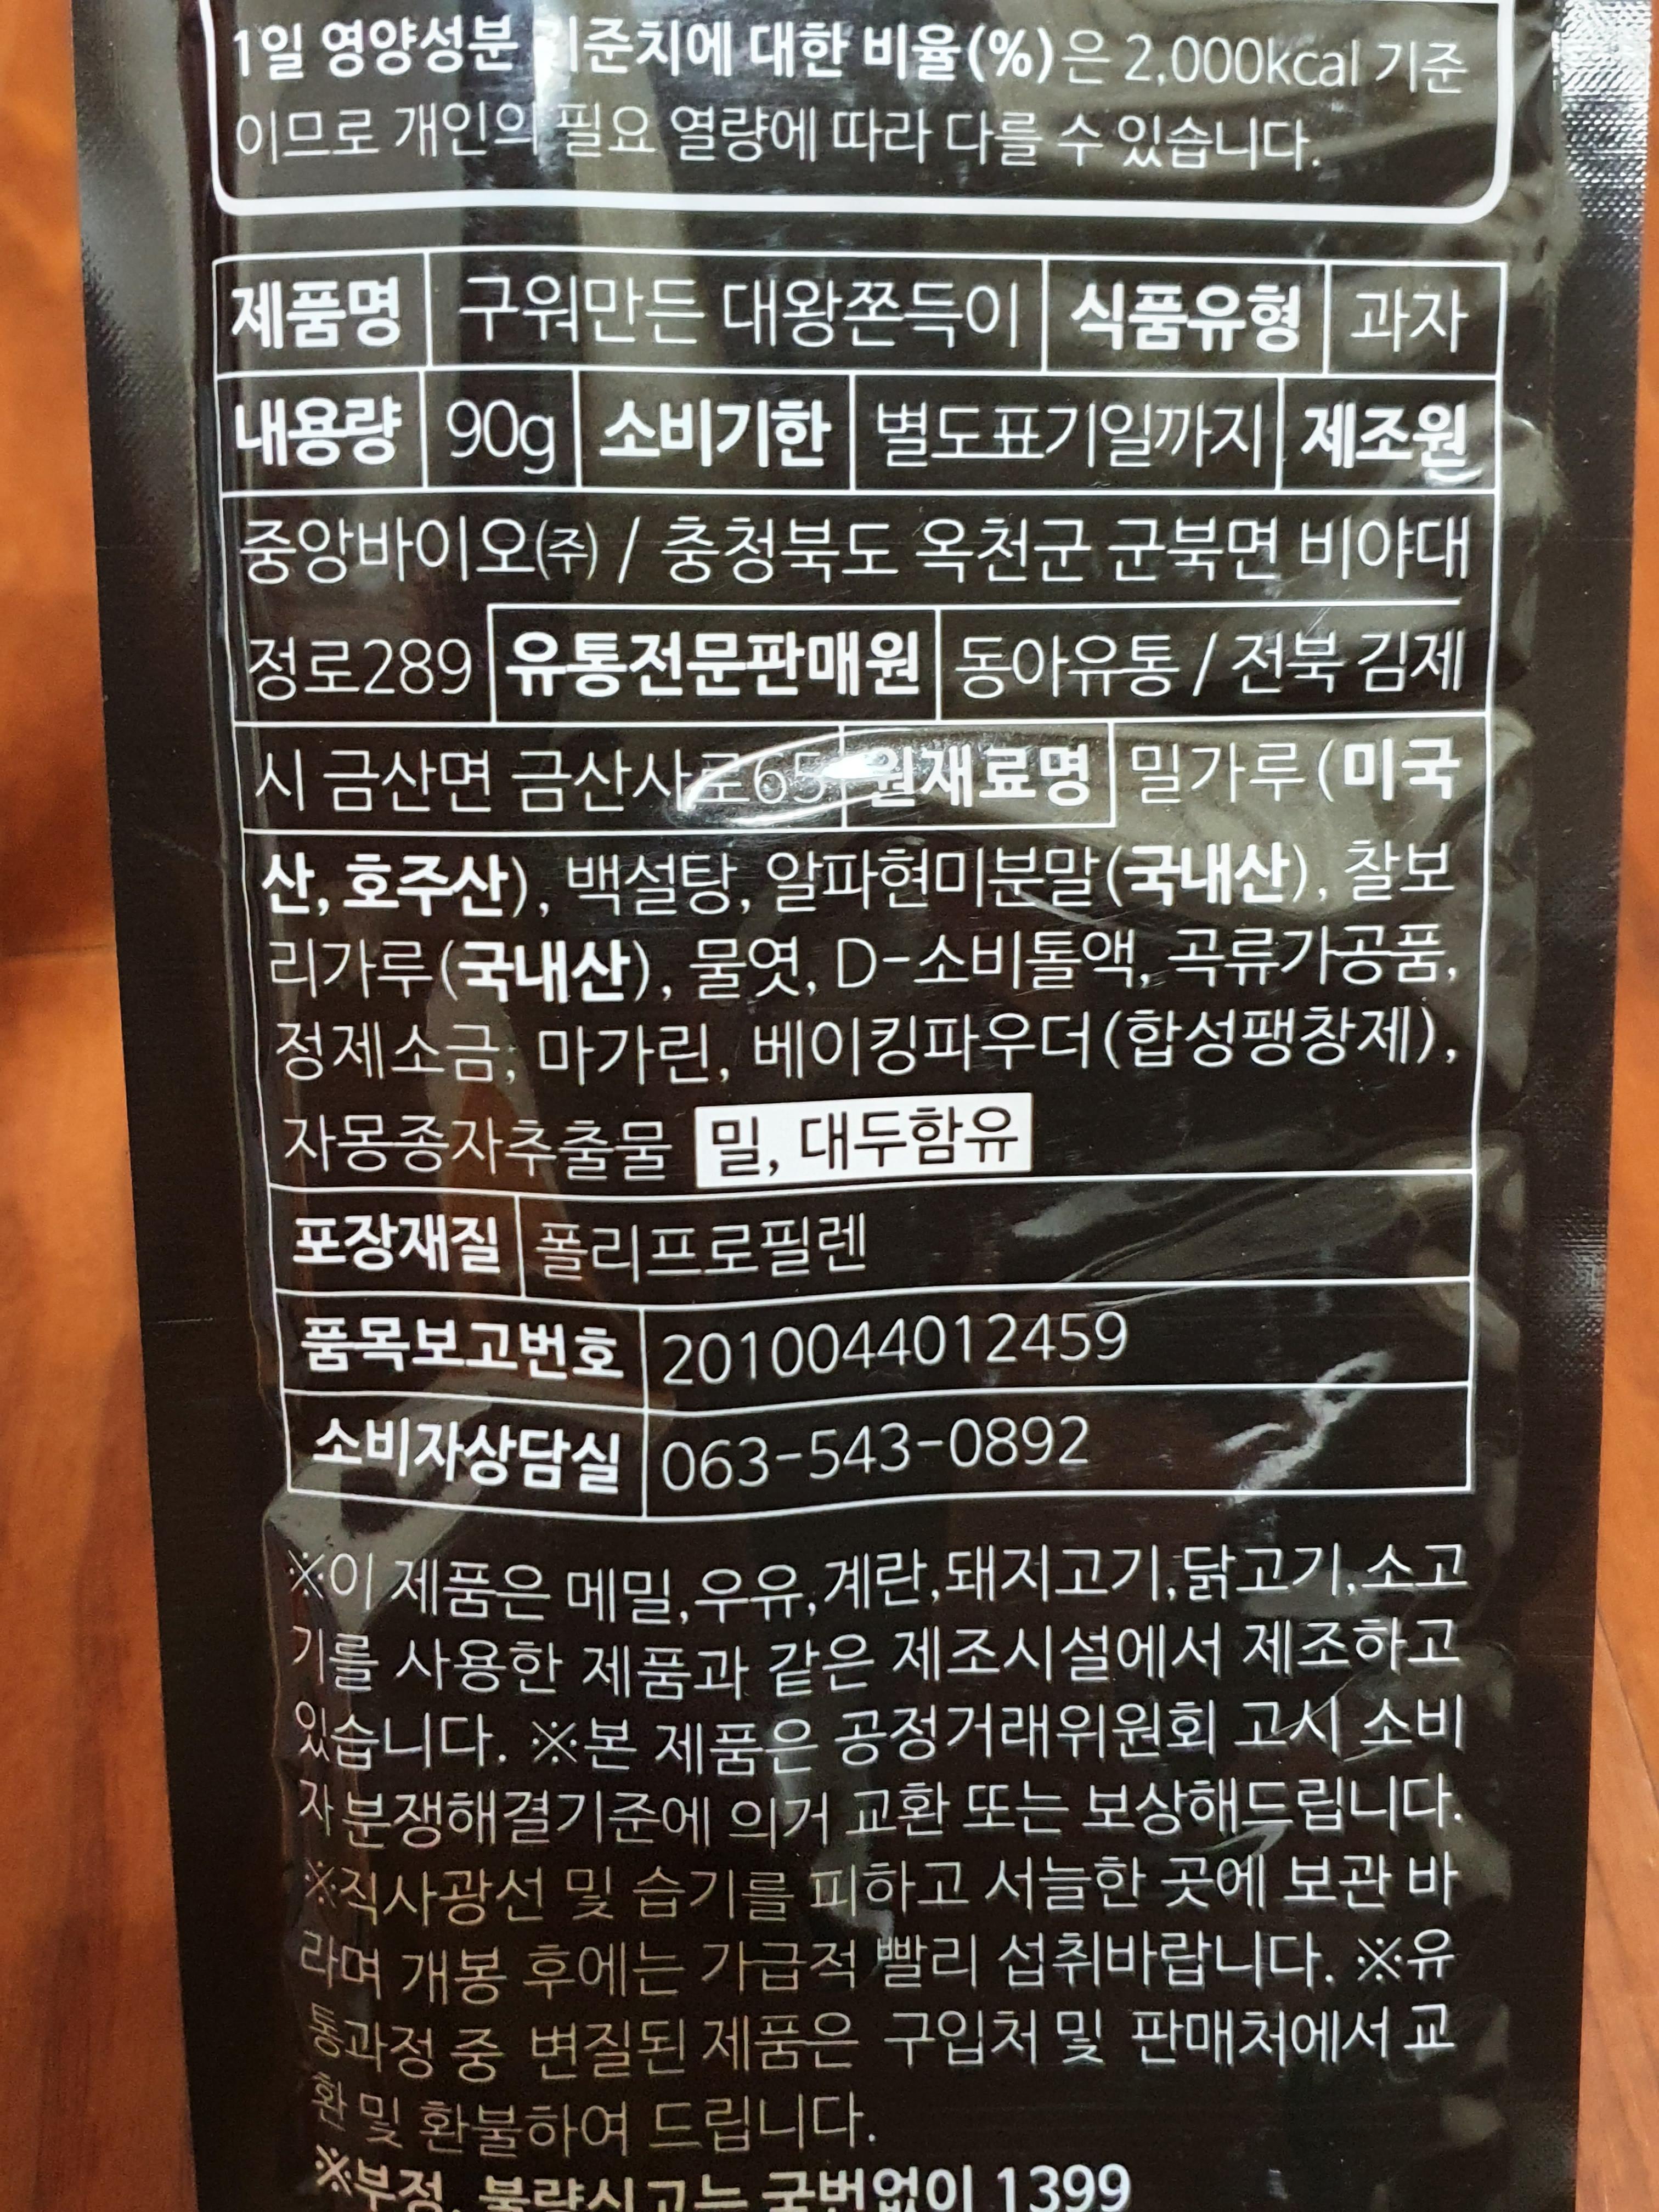 1일 영양성분 기준치에 대한 비율(%)은 2,000kcal 기준
이므로 개인의 필요 열량에 따라 다를 수 있습니다.
제품명 구워만든 대왕쫀득이 식품유형 과자
내용량 90g 소비기한 별도표기일까지 제조원
중앙바이오㈜ / 충청북도 옥천군 군북면 비야대
정로289 유통전문판매원 동아유통 / 전북 김제
시 금산면 금산사로65 원재료명 밀가루(미국
산, 호주산), 백설탕, 알파현미분말(국내산), 찰보
리가루(국내산), 물엿, D-소비톨액, 곡류가공품,
정제소금, 마가린, 베이킹파우더(합성팽창제),
자몽종자추출물 밀, 대두함유
포장재질 폴리프로필렌
품목보고번호 2010044012459
소비자상담실 063-543-0892
※이 제품은 메밀,우유,계란,돼지고기,닭고기,소고
기를 사용한 제품과 같은 제조시설에서 제조하고
있습니다. ※본 제품은 공정거래위원회 고시 소비
자분쟁해결기준에 의거 교환 또는 보상해드립니다.
※직사광선 및 습기를 피하고 서늘한 곳에 보관 바
라며 개봉 후에는 가급적 빨리 섭취바랍니다. ※유
통과정 중 변질된 제품은 구입처 및 판매처에서 교
환 및 환불하여 드립니다.
※부정, 불량신고는 국번없이 1399